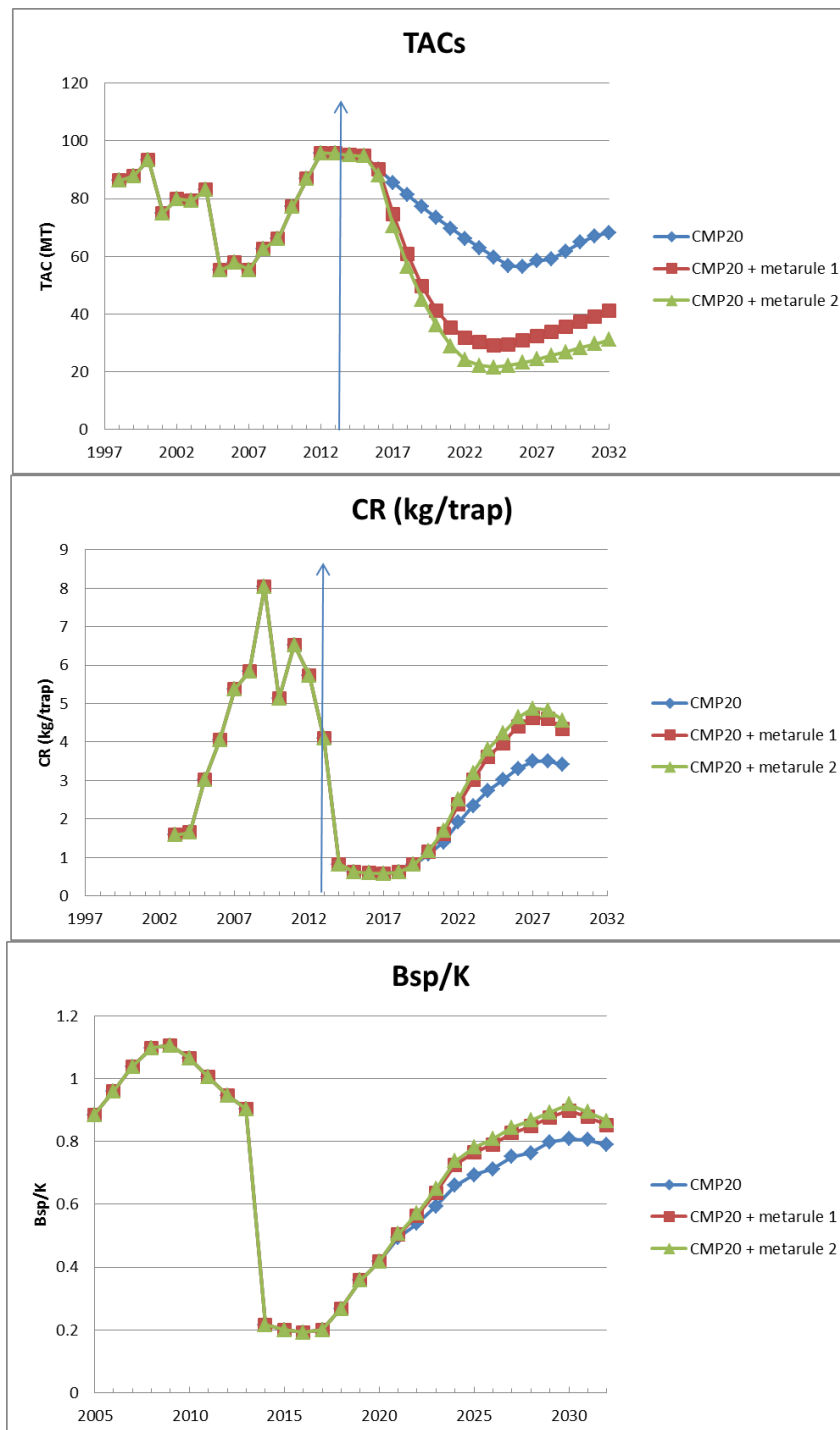 TACs
TAC (MT)
120
100
80
60
40
20
0
1997 2002 2007 2012 2017 2022 2027 2032
CMP20
CMP20 + metarule 1
CMP20 + metarule 2
CR (kg/trap)
CR (kg/trap)
9
8
7
6
5
4
3
2
1
0
1997 2002 2007 2012 2017 2022 2027 2032
CMP20
CMP20 + metarule 1
CMP20 + metarule 2
Bsp/K
Bsp/K
1.2
1
0.8
0.6
0.4
0.2
0
2005 2010 2015 2020 2025 2030
CMP20
CMP20 + metarule 1
CMP20 + metarule 2